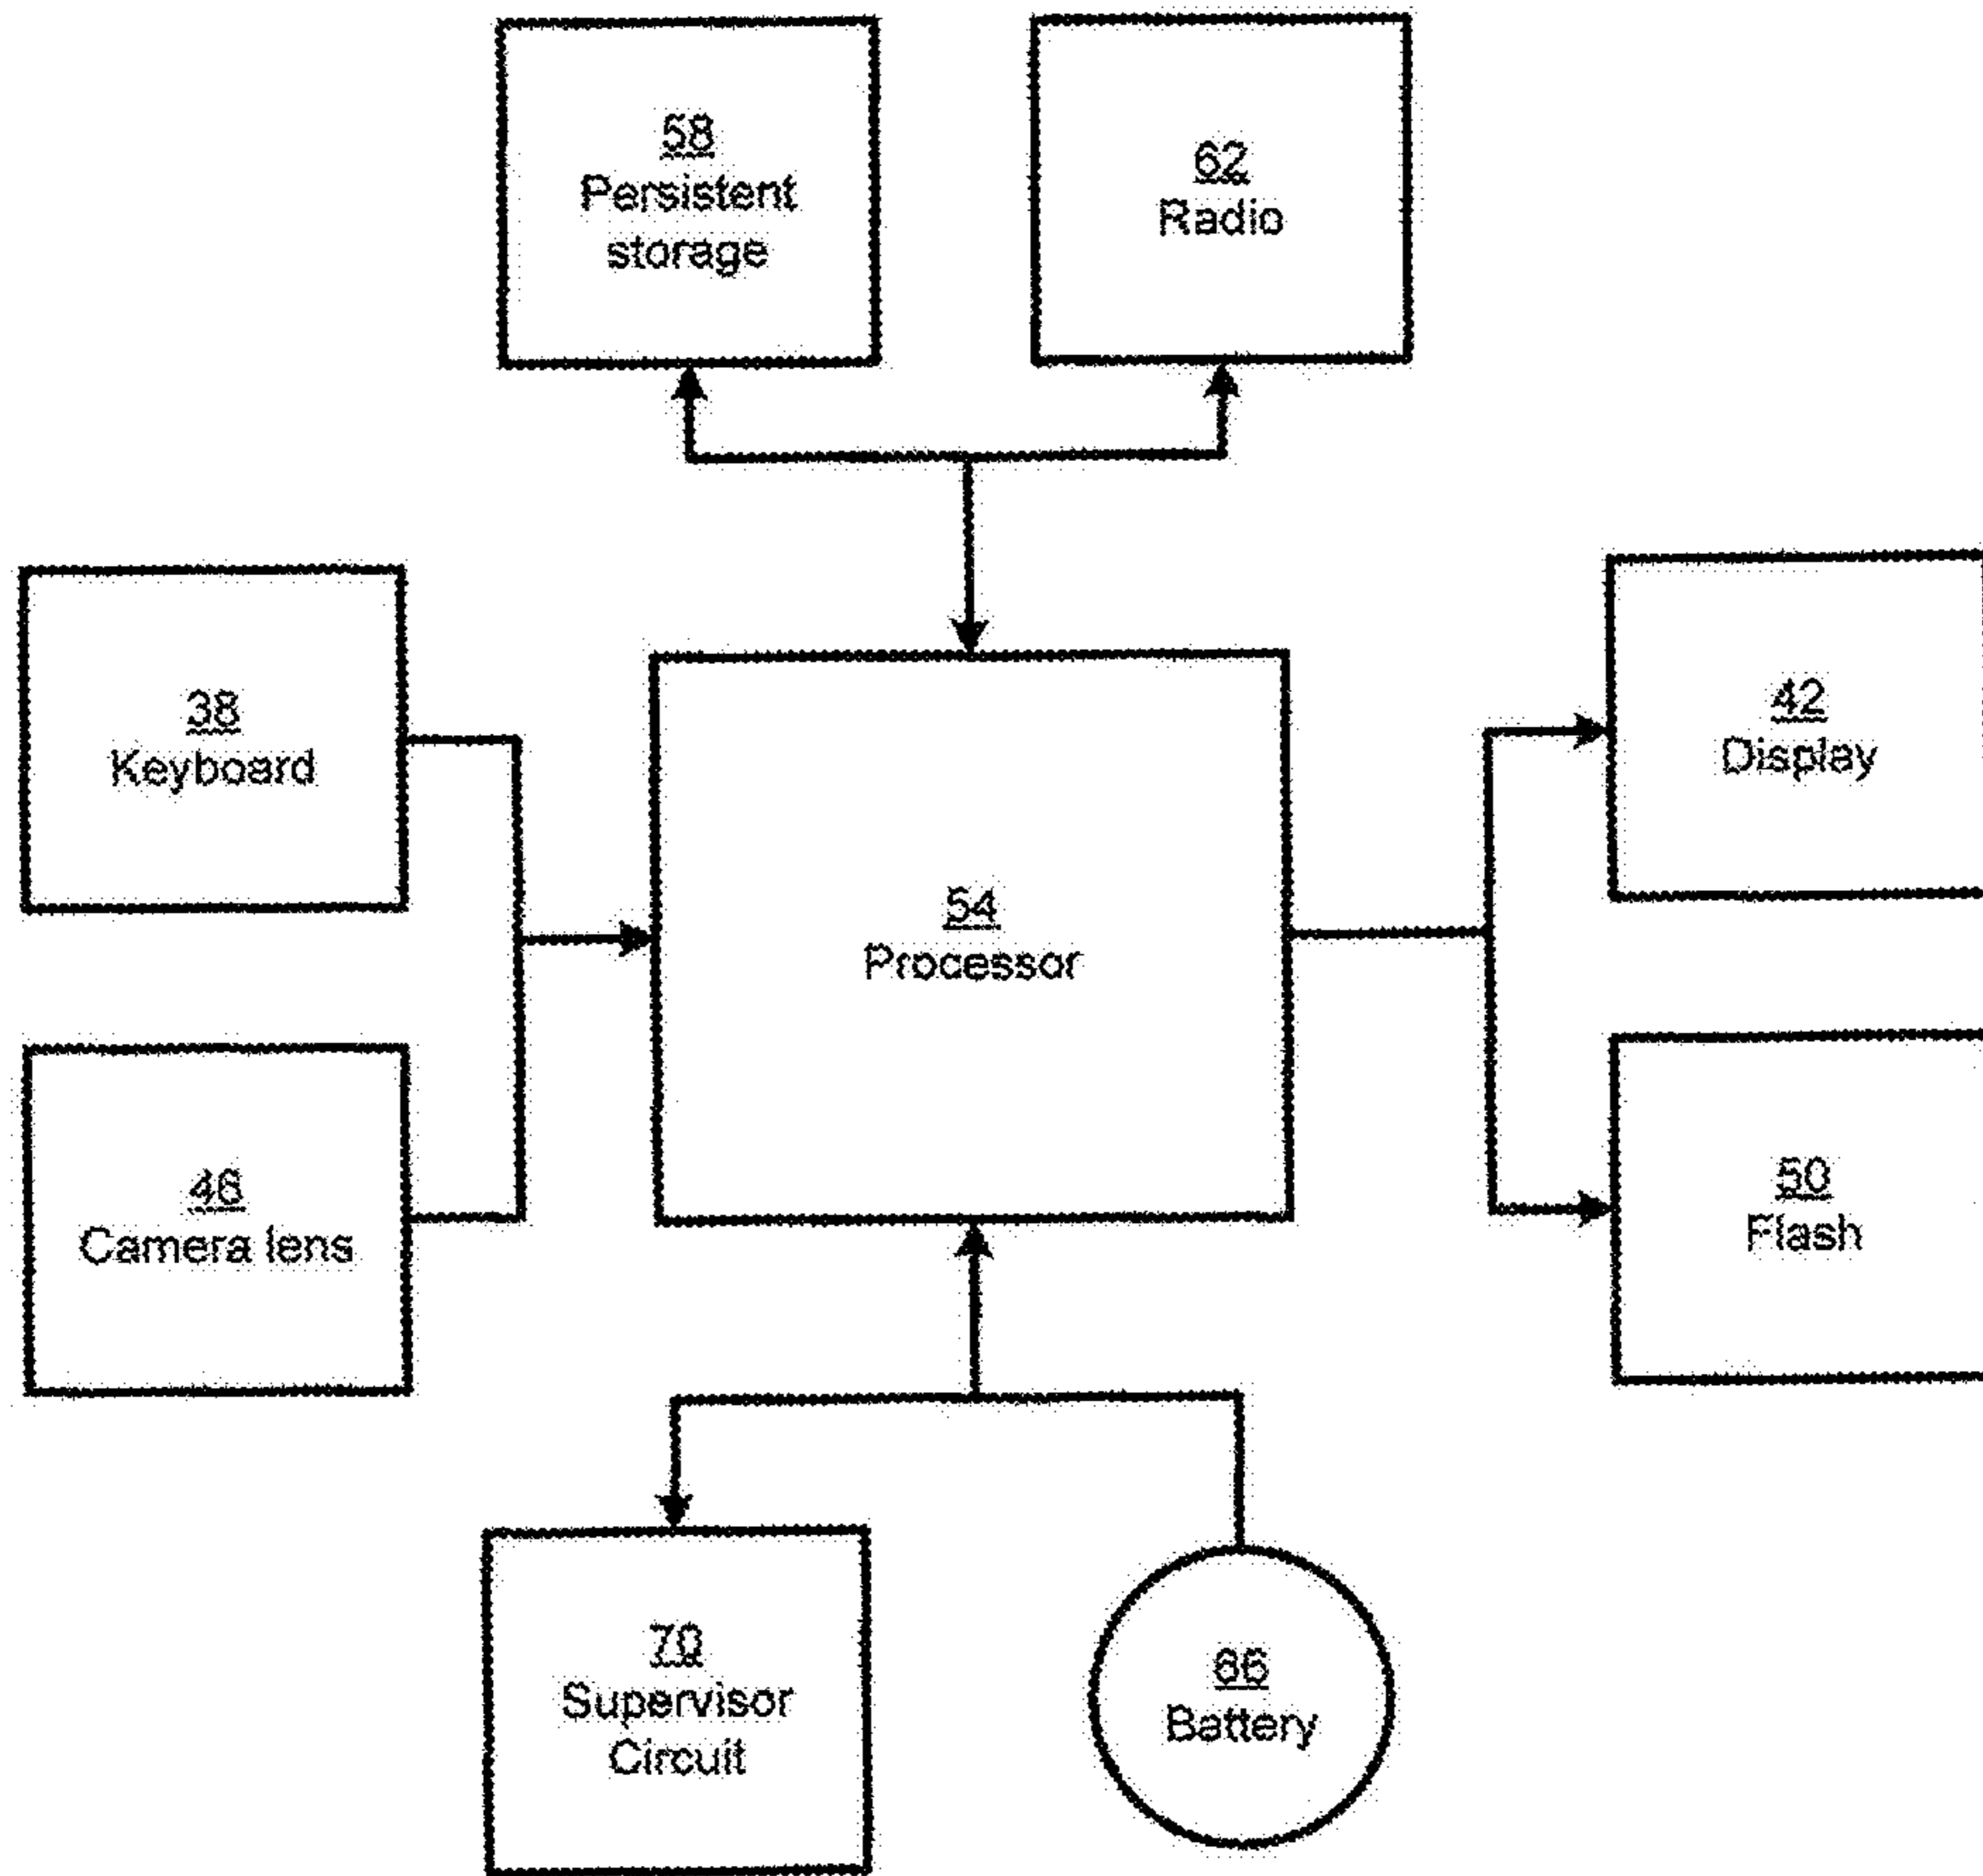 58
Persistent
storage
62
Radio
38
Keyboard
42
Display
54
Processor
46
Camera lens
50
Flash
70
Supervisor
Circuit
66
Battery